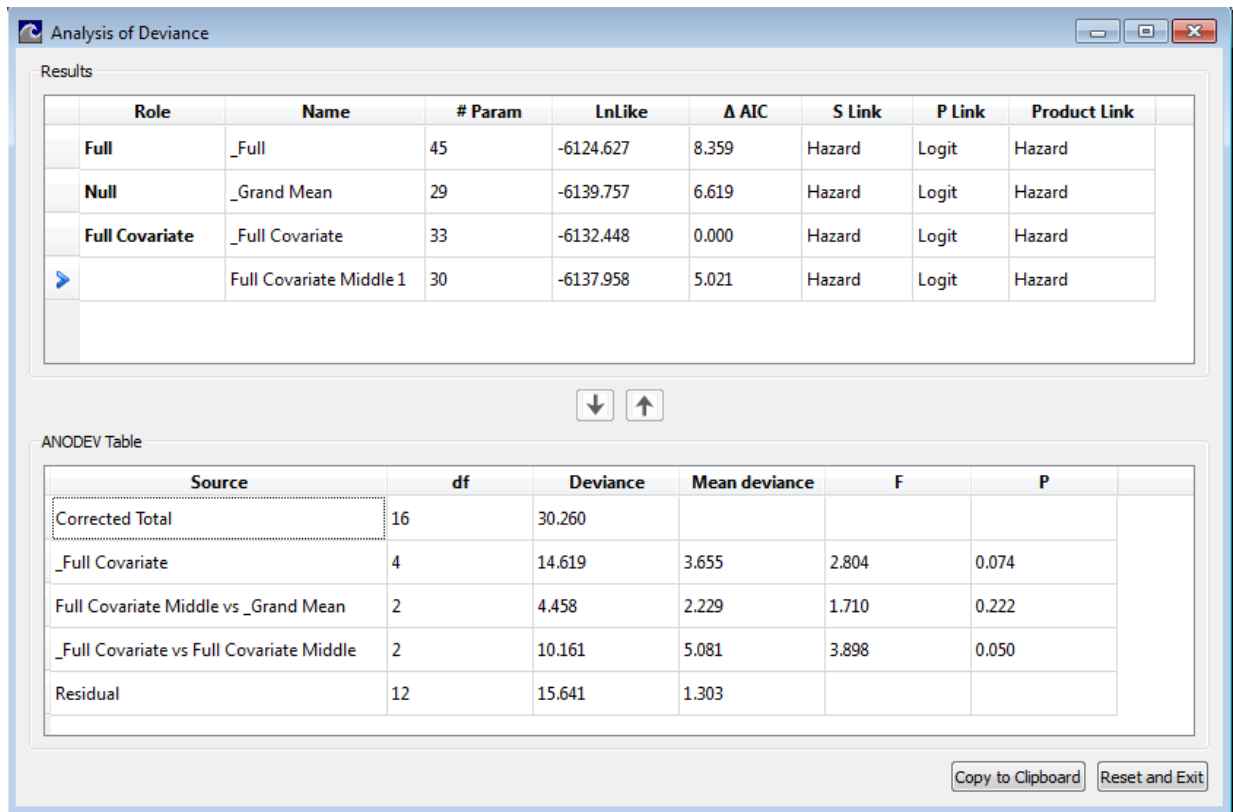 Analysis of Deviance
Results
Role Name # Param LnLike Δ AIC S Link P Link Product Link
Full _Full 45 -6124.627 8.359 Hazard Logit Hazard
Null _Grand Mean 29 -6139.757 6.619 Hazard Logit Hazard
Full Covariate _Full Covariate 33 -6132.448 0.000 Hazard Logit Hazard
Full Covariate Middle 1 30 -6137.958 5.021 Hazard Logit Hazard
ANODEV Table
Source df Deviance Mean deviance F P
Corrected Total 16 30.260
_Full Covariate 4 14.619 3.655 2.804 0.074
Full Covariate Middle vs _Grand Mean 2 4.458 2.229 1.710 0.222
_Full Covariate vs Full Covariate Middle 2 10.161 5.081 3.898 0.050
Residual 12 15.641 1.303
Copy to Clipboard Reset and Exit